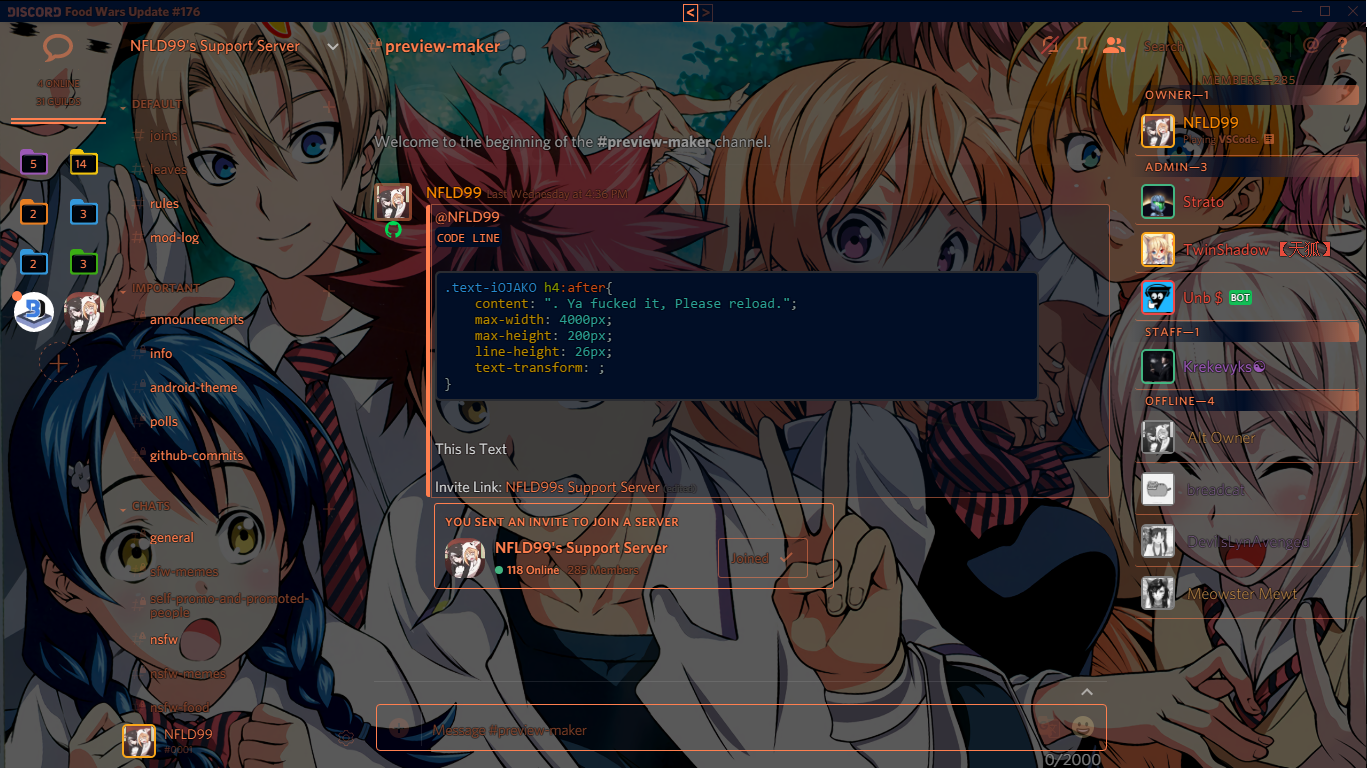 DISCORD Food Wars Update #176
< >
NFLD99's Support Server
preview-maker
Search
@ ?
4 ONLINE
31 GUILDS
5
14
2
3
2
3
DEFAULT
joins
leaves
rules
mod-log
IMPORTANT
announcements
info
android-theme
polls
github-commits
CHATS
general
sfw-memes
self-promo-and-promoted-
people
nsfw
nsfw-memes
nsfw-food
NFLD99
#0001
Welcome to the beginning of the #preview-maker channel.
NFLD99 Last Wednesday at 4:36 PM
@NFLD99
CODE LINE
.text-iOJAKO h4:after{
    content: ". Ya fucked it, Please reload.";
    max-width: 4000px;
    max-height: 200px;
    line-height: 26px;
    text-transform: ;
}
This Is Text
Invite Link: NFLD99s Support Server (edited)
YOU SENT AN INVITE TO JOIN A SERVER
NFLD99's Support Server
118 Online 285 Members
Joined
Message #preview-maker
0/2000
MEMBERS—285
OWNER—1
NFLD99
Playing VSCode.
ADMIN—3
Strato
TwinShadow 【天狐】
Unb $ BOT
STAFF—1
Krekevyks☯
OFFLINE—4
Alt Owner
breadcat
DevilsLynAvenged
Meowster Mewt